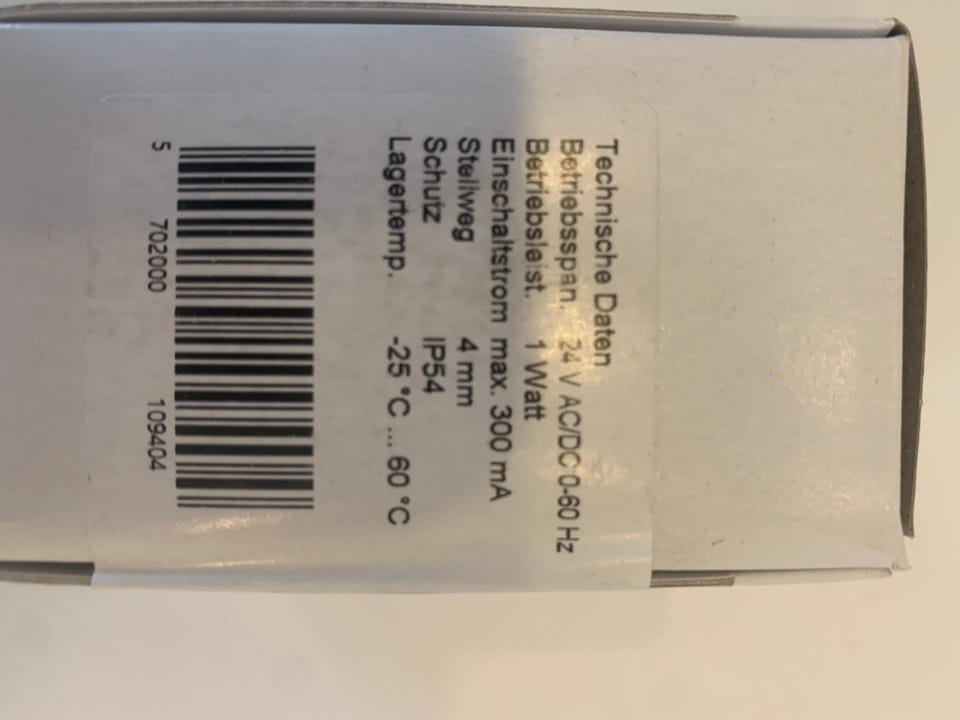 Technische Daten
Betriebsspan. 24 V AC/DC 0-60 Hz
Betriebsleist. 1 Watt
Einschaltstrom max. 300 mA
Stellweg 4 mm
Schutz IP54
Lagertemp. -25 °C ... 60 °C
5 702000 109404